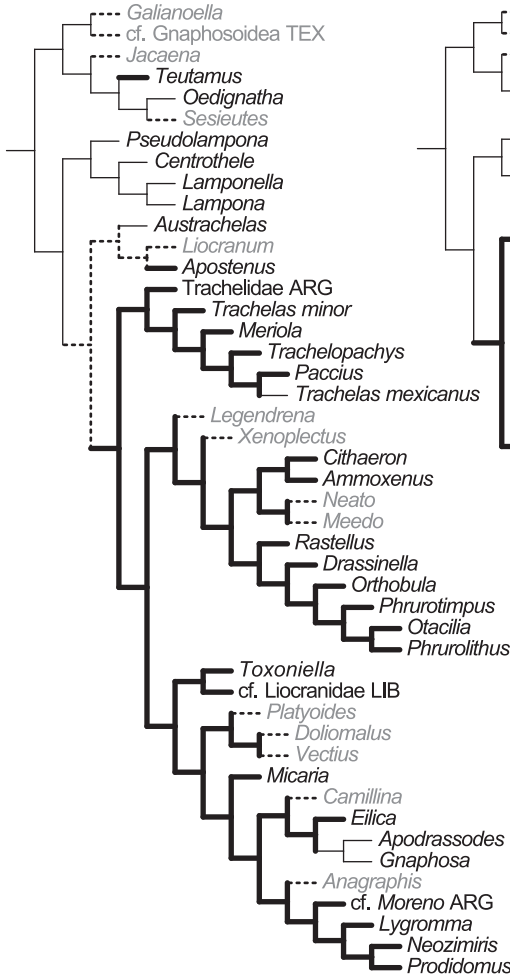 Galianoella
cf. Gnaphosoidea TEX
Jacaena
Teutamus
Oedignatha
Sesieutes
Pseudolampona
Centrothele
Lamponella
Lampona
Austrachelas
Liocranum
Apostenus
Trachelidae ARG
Trachelas minor
Meriola
Trachelopachys
Paccius
Trachelas mexicanus
Legendrena
Xenoplectus
Cithaeron
Ammoxenus
Neato
Meedo
Rastellus
Drassinella
Orthobula
Phrurotimpus
Otacilia
Phrurolithus
Toxoniella
cf. Liocranidae LIB
Platyoides
Doliomalus
Vectius
Micaria
Camillina
Eilica
Apodrassodes
Gnaphosa
Anagraphis
cf. Moreno ARG
Lygromma
Neozimiris
Prodidomus